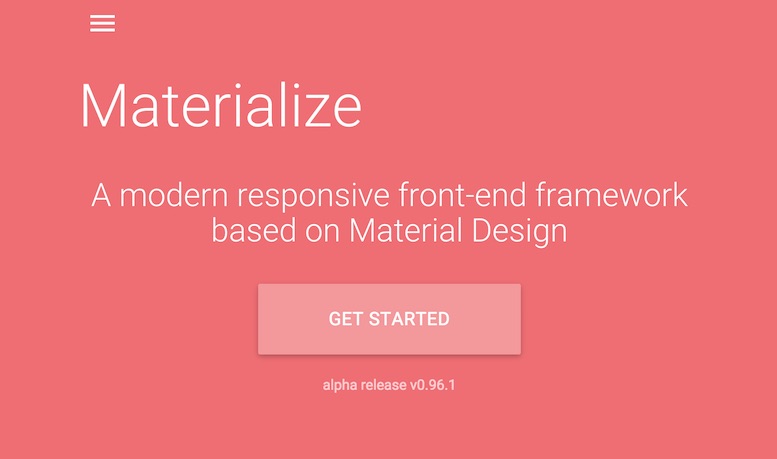 Materialize
A modern responsive front-end framework
based on Material Design
GET STARTED
alpha release v0.96.1